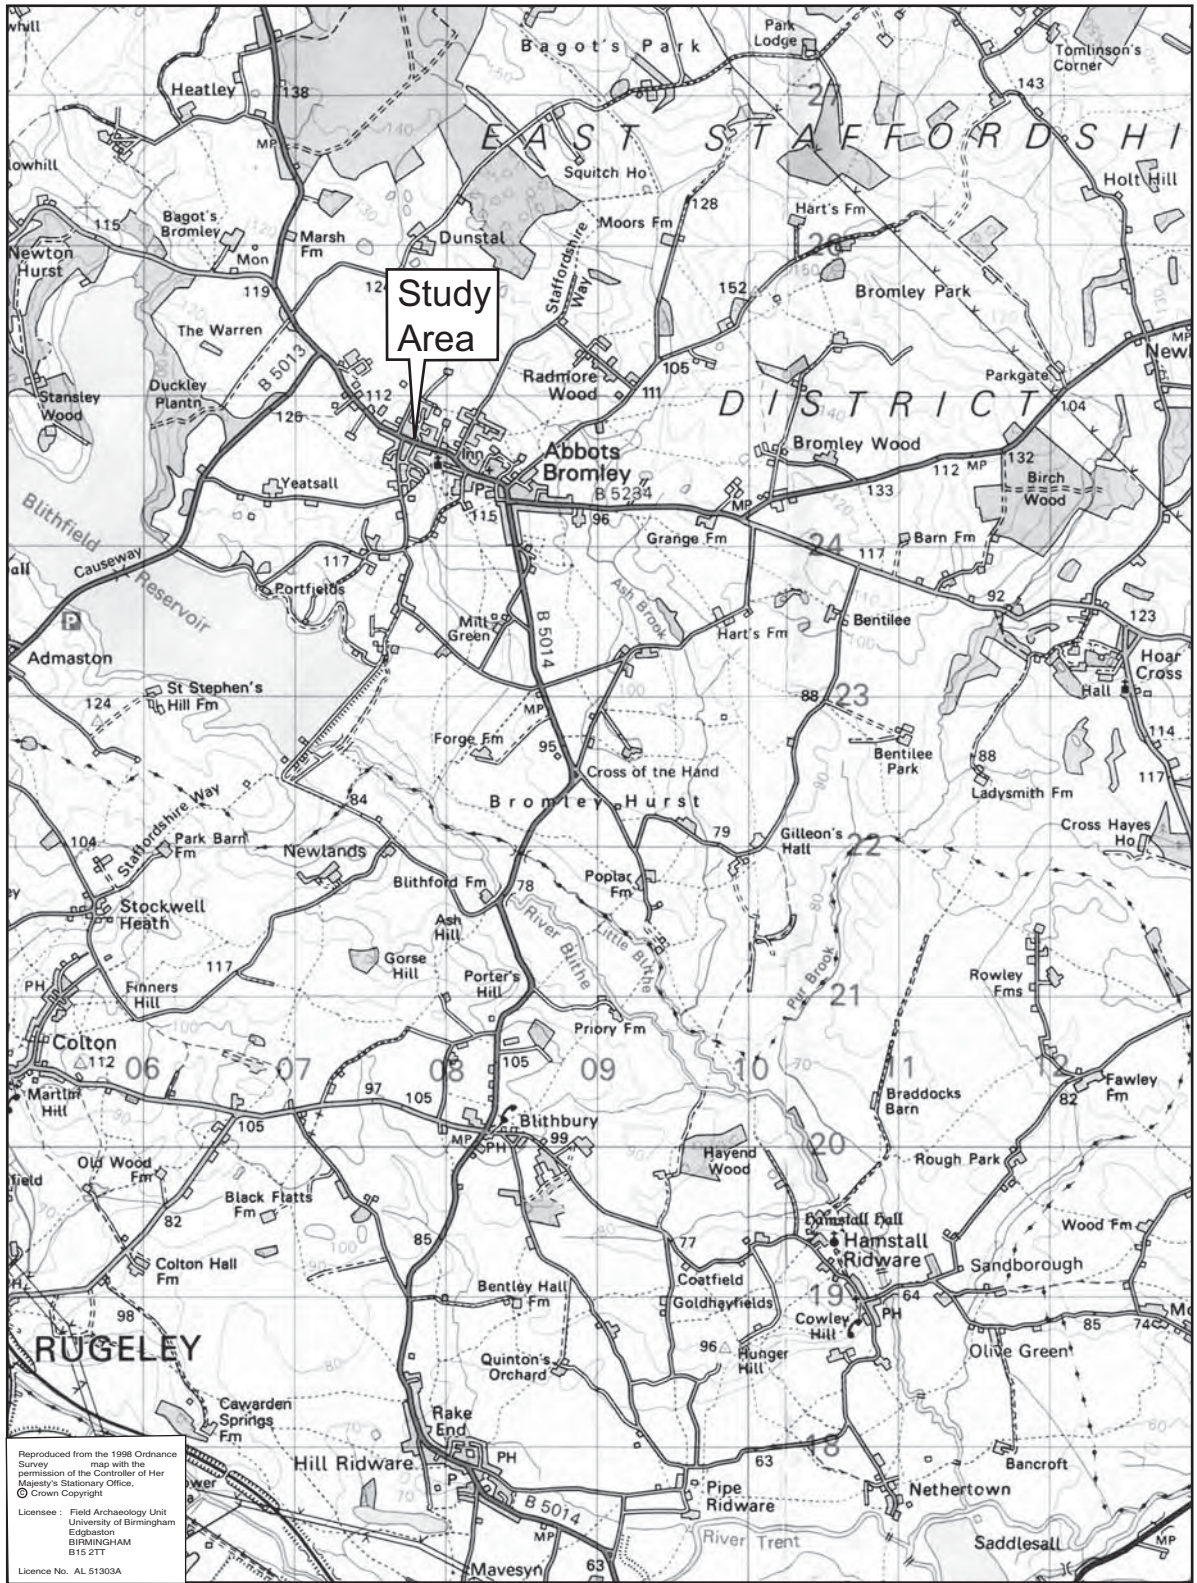 whill
Bagot's Park
Park
Lodge
Tomlinson's
Corner
Heatley
138
27
143
EAST STAFFORDSHI
MP
lowhill
Squitch Ho
Holt Hill
128
Hart's Fm
Moors Fm
Bagot's
Bromley
115
Marsh
Fm
Dunstal
Staffordshire
Way
26
Newton
Hurst
Mon
150
119
124
Study
Area
152
Bromley Park
The Warren
B 5013
Radmore
Wood
105
Parkgate
Newl
Duckley
Plantn
112
111
DISTRICT
104
Stansley
Wood
126
140
Inn
Abbots
Bromley
Bromley Wood
132
112
MP
Yeatsall
P
B 5234
133
Birch
Wood
115
96
MP
Blithfield
Reservoir
Grange Fm
24
117
Barn Fm
Causeway
117
all
Portfields
Ash Brook
92
123
P
Mill
Green
B 5014
Hart's Fm
Bentilee
Admaston
Hoar
Cross
124
St Stephen's
Hill Fm
100
88
23
Hall
MP
Forge Fm
95
Bentilee
Park
88
114
Cross of the Hand
117
Ladysmith Fm
84
Bromley Hurst
Staffordshire Way
Gilleon's
Hall
22
Cross Hayes
Ho
104
Park Barn
Fm
79
Newlands
Blithford Fm
78
Poplar
Fm
80
Stockwell
Heath
Ash
Hill
River Blithe
Little Blithe
117
Gorse
Hill
Pur Brook
Rowley
Fms
PH
Finners
Hill
Porter's
Hill
21
Priory Fm
Colton
112
06
07
08
09
10
11
12
105
70
97
105
Martlin
Hill
Braddocks
Barn
82
Fawley
Fm
105
Blithbury
99
MP
PH
20
Old Wood
Fm
Hayend
Wood
Rough Park
field
Black Flatts
Fm
82
Hamstall Hall
Hamstall
Ridware
Wood Fm
85
77
Colton Hall
Fm
Coatfield
Sandborough
Bentley Hall
Fm
Goldhayfields
19
64
98
Cowley
Hill
PH
85
74
Mo
RUGELEY
96
Hunger
Hill
Olive Green
Quinton's
Orchard
80
Cawarden
Springs
Fm
Rake
End
18
Hill Ridware
PH
63
Bancroft
P
Pipe
Ridware
Nethertown
B 5014
MP
River Trent
Saddlesall
MP
Mavesyn
63
Reproduced from the 1998 Ordnance
Survey map with the
permission of the Controller of Her
Majesty's Stationary Office,
© Crown Copyright
Licensee : Field Archaeology Unit
University of Birmingham
Edgbaston
BIRMINGHAM
B15 2TT
Licence No. AL 51303A